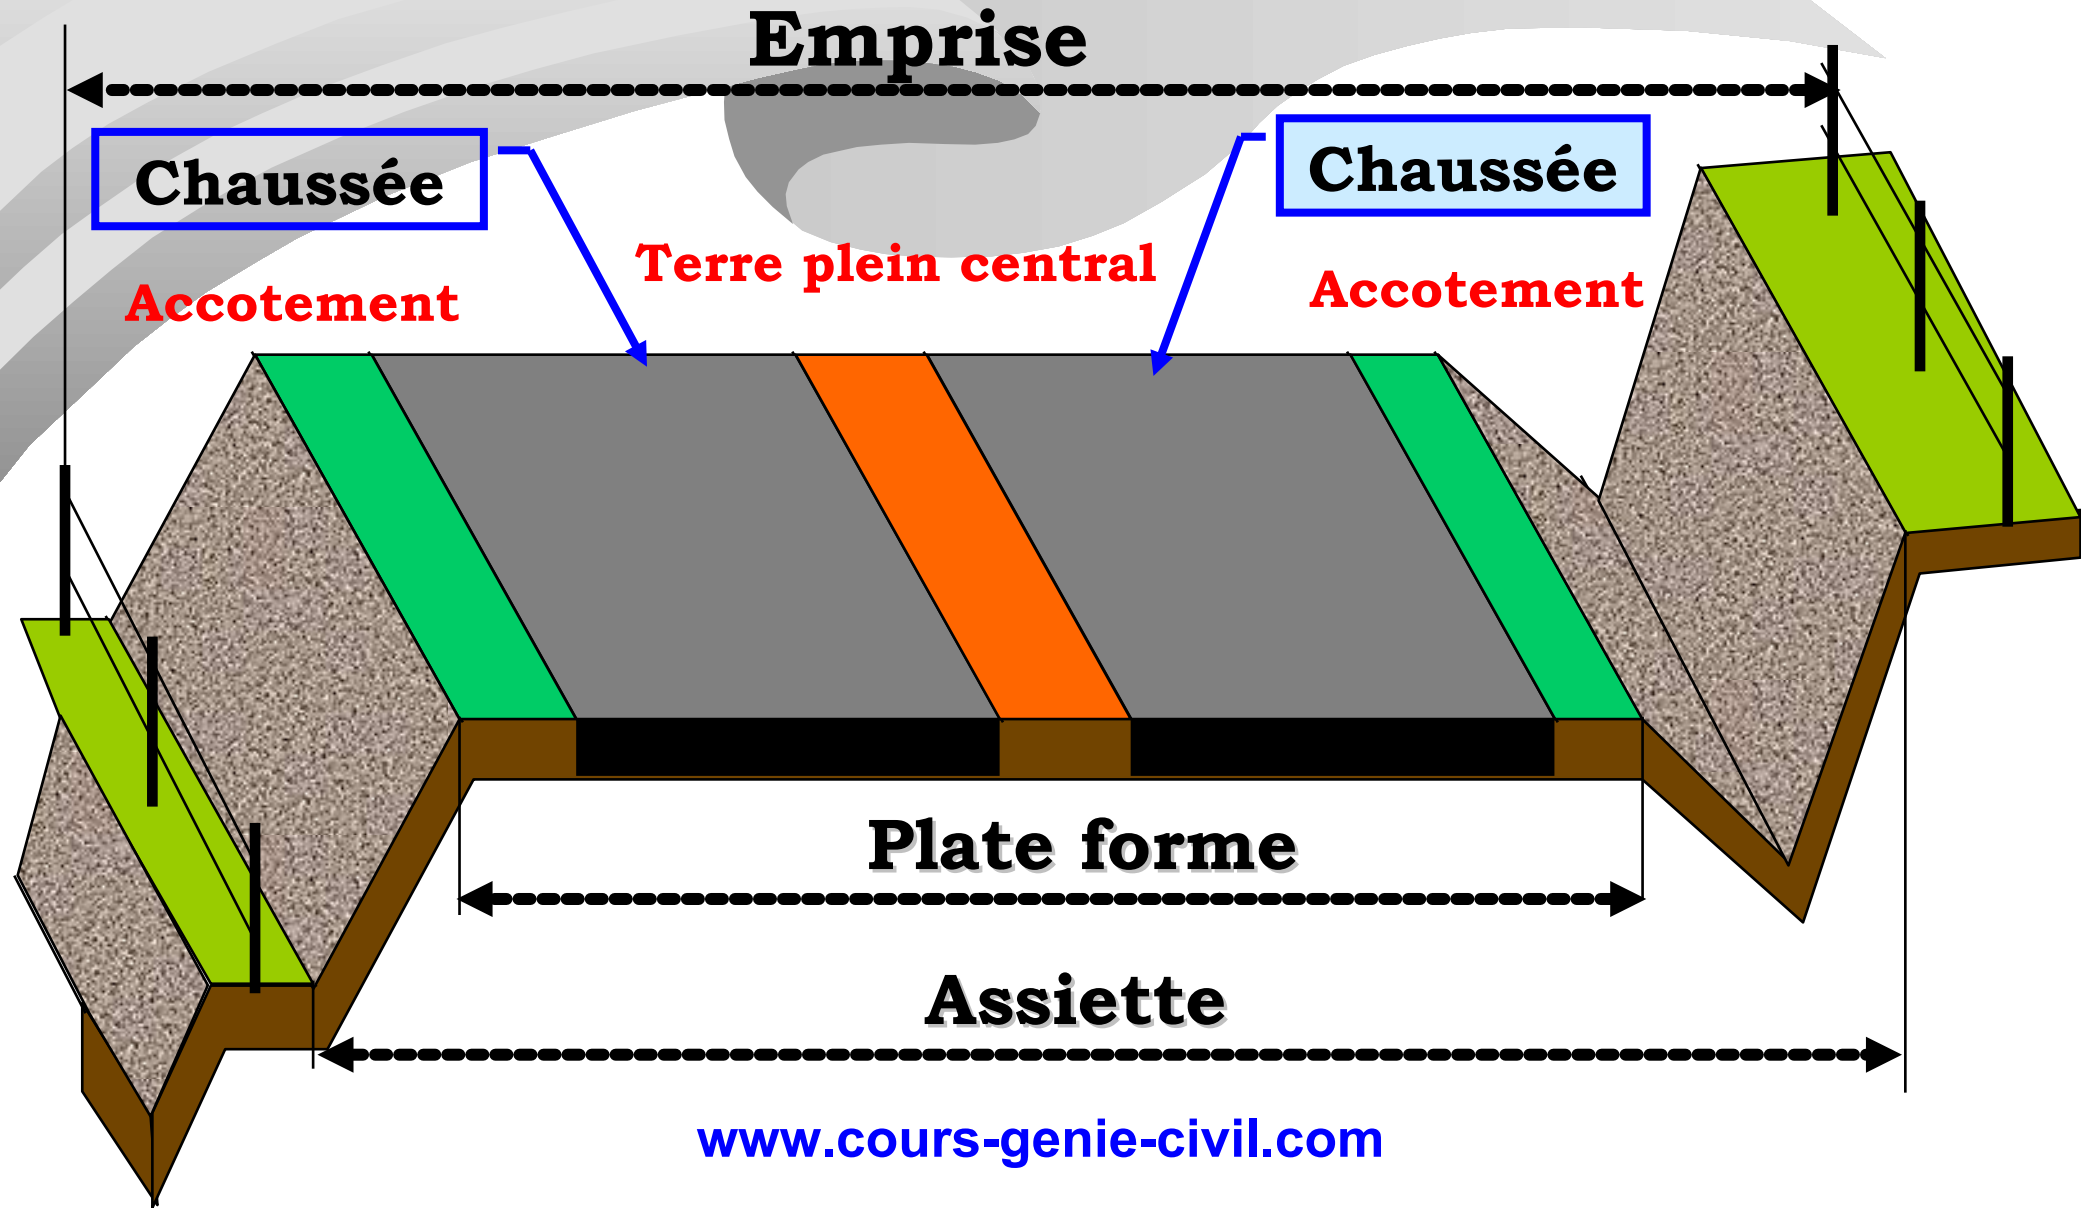 Emprise
Chaussée
Chaussée
Terre plein central
Accotement
Accotement
Plate forme
Assiette
www.cours-genie-civil.com